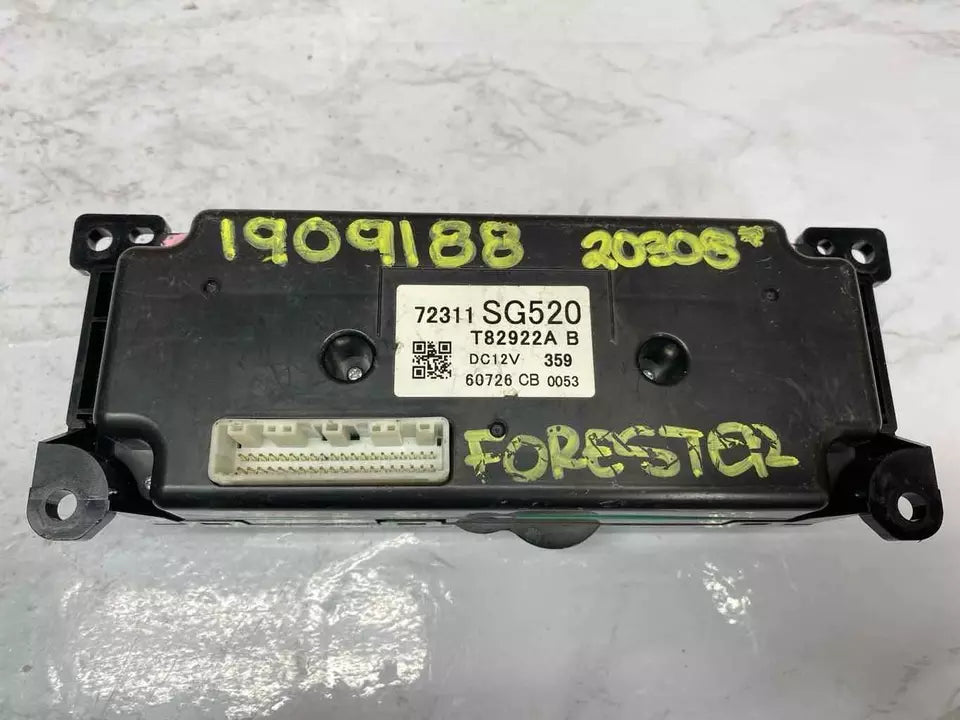 1909188 20308*
72311 SG520
T82922A B
DC12V 359
60726 CB 0053
FORESTER